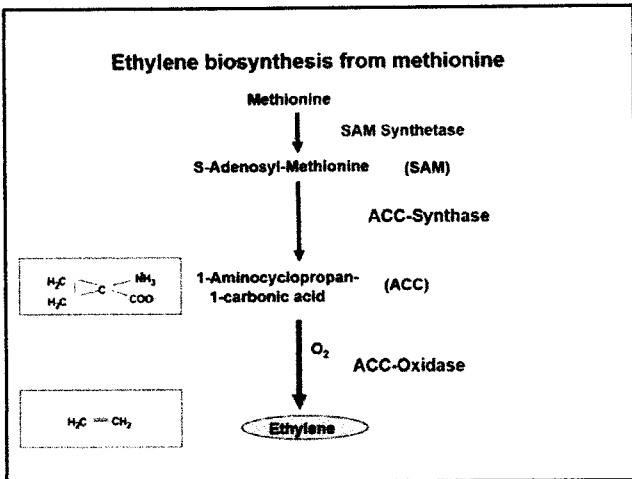 Ethylene biosynthesis from methionine
Methionine
SAM Synthetase
S-Adenosyl-Methionine (SAM)
ACC-Synthase
H₂C
H₂C
C
NH₃
COO
1-Aminocyclopropan-
1-carbonic acid
(ACC)
O₂
ACC-Oxidase
H₂C = CH₂
Ethylene